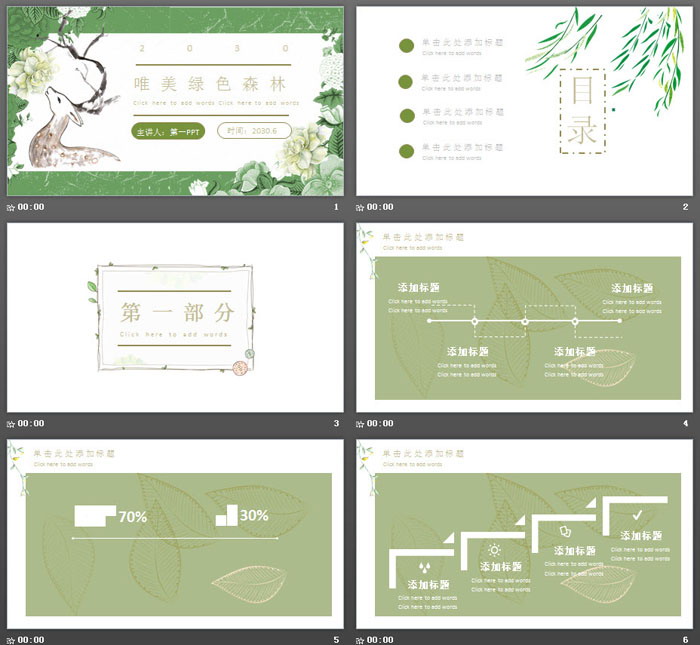 2 0 3 0
唯美绿色森林
Click here to add words Click here to add words
主讲人：第一PPT
时间：2030.6
00:00
1
单击此处添加标题
Click here to add words
单击此处添加标题
Click here to add words
单击此处添加标题
Click here to add words
单击此处添加标题
Click here to add words
目录
00:00
2
第一部分
Click here to add words
00:00
3
单击此处添加标题
Click here to add words
添加标题
Click here to add words
Click here to add words
添加标题
Click here to add words
Click here to add words
添加标题
Click here to add words
Click here to add words
添加标题
Click here to add words
Click here to add words
00:00
4
单击此处添加标题
Click here to add words
70%
30%
00:00
5
单击此处添加标题
Click here to add words
添加标题
Click here to add words
Click here to add words
添加标题
Click here to add words
Click here to add words
添加标题
Click here to add words
Click here to add words
添加标题
Click here to add words
Click here to add words
00:00
6